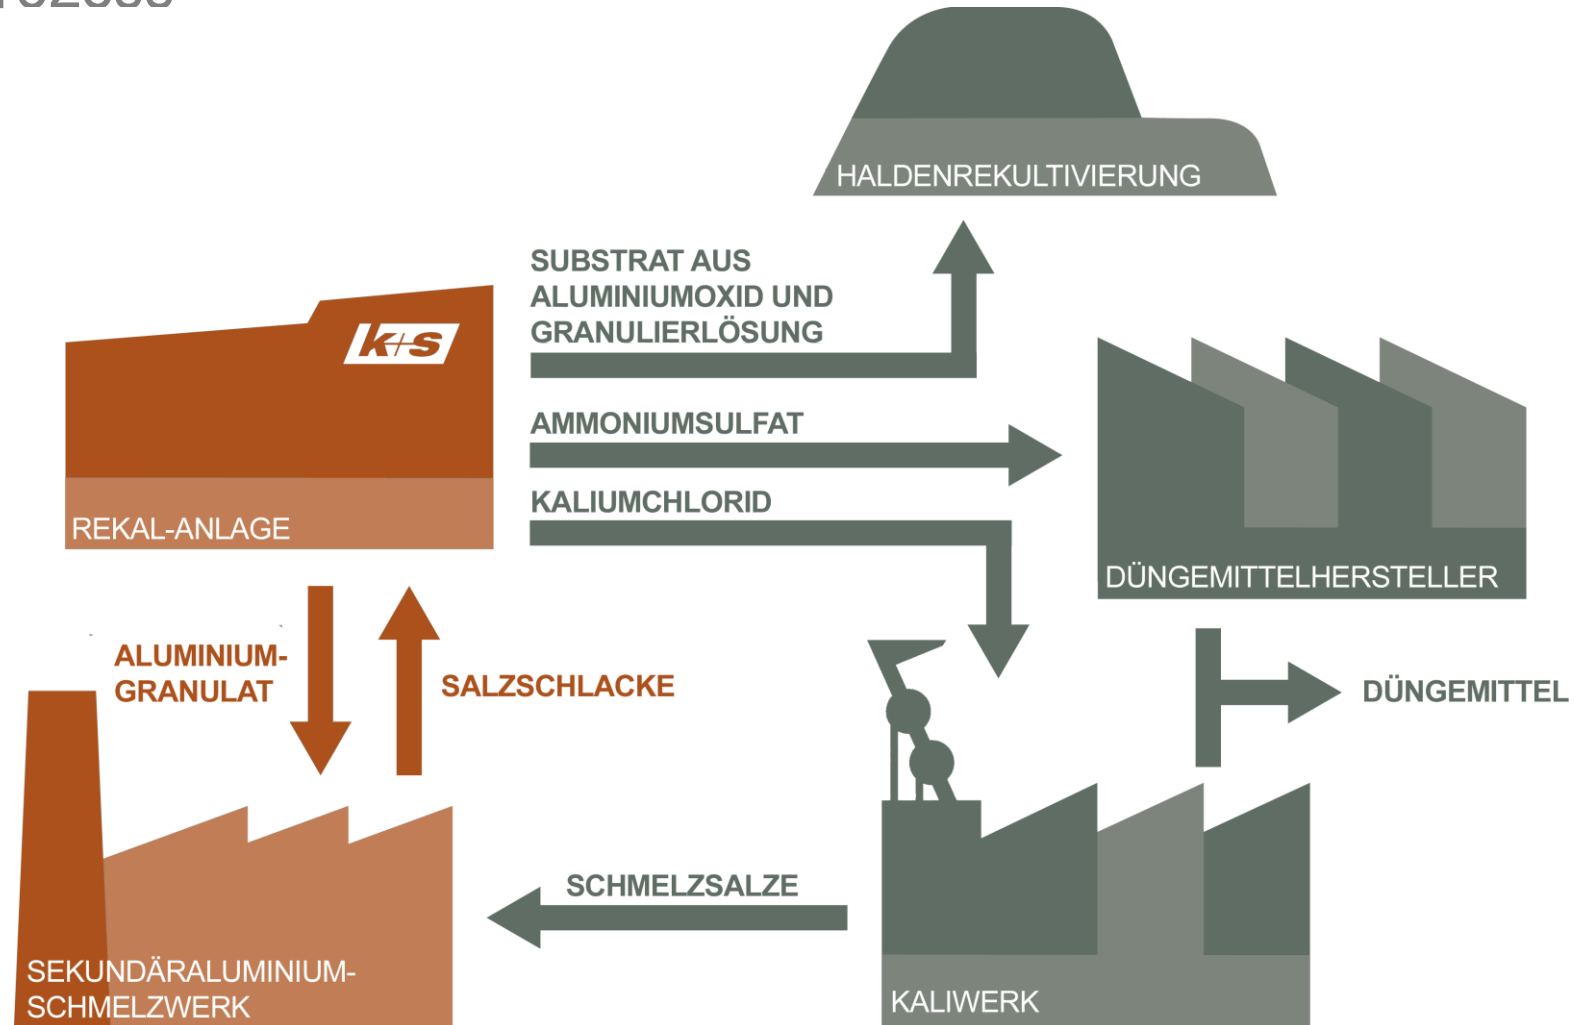 HALDENREKULTIVIERUNG
SUBSTRAT AUS
ALUMINIUMOXID UND
GRANULIERLÖSUNG
k+s
AMMONIUMSULFAT
KALIUMCHLORID
REKAL-ANLAGE
DÜNGEMITTELHERSTELLER
ALUMINIUM-
GRANULAT
SALZSCHLACKE
DÜNGEMITTEL
SCHMELZSALZE
SEKUNDÄRALUMINIUM-
SCHMELZWERK
KALIWERK